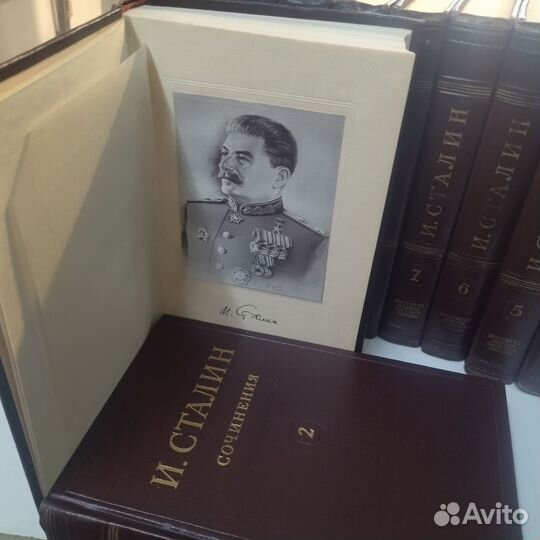 И. Сталин
И. СТАЛИН
СОЧИНЕНИЯ
2
И. СТАЛИН
7
И. СТАЛИН
6
И. СТАЛИН
5
Avito